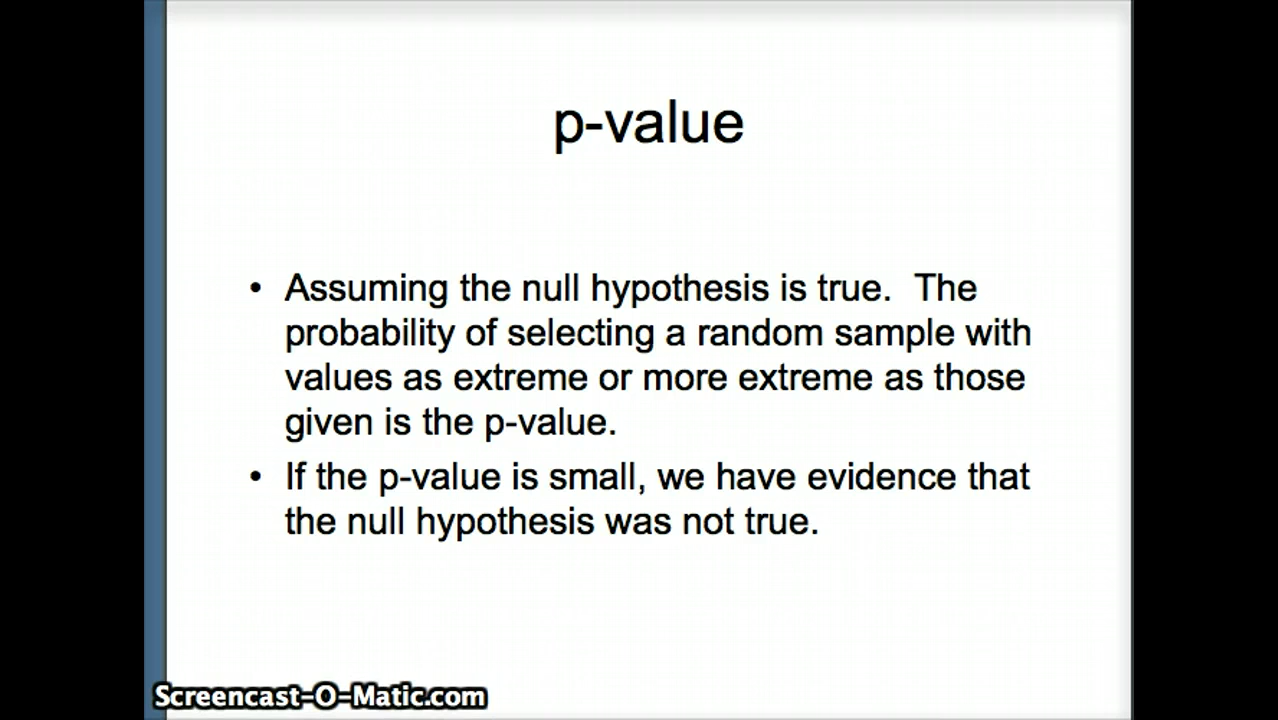 p-value
• Assuming the null hypothesis is true.  The
probability of selecting a random sample with
values as extreme or more extreme as those
given is the p-value.
• If the p-value is small, we have evidence that
the null hypothesis was not true.
Screencast-O-Matic.com